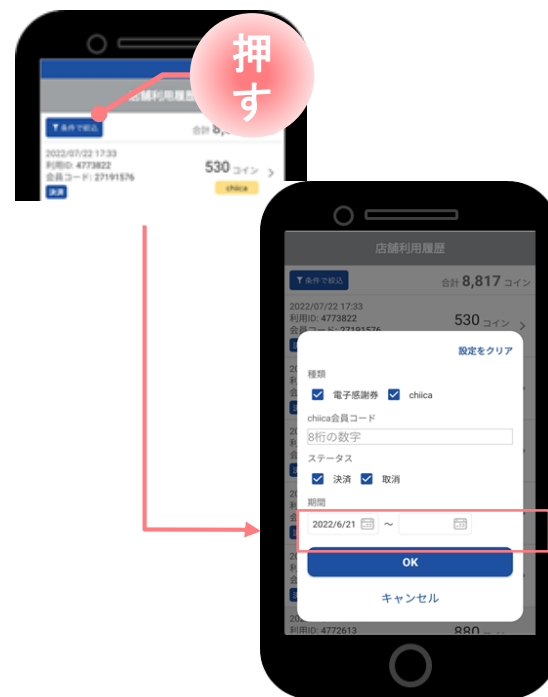 押す
店舗利用履
条件で絞込
合計 8,
2022/07/22 17:33
利用ID: 4773822
会員コード: 27191576
530 コイン
決済
chiica
店舗利用履歴
条件で絞込
合計 8,817 コイン
2022/07/22 17:33
利用ID: 4773822
530 コイン
会員コード: 27191576
設定をクリア
種類
電子感謝券 chiica
chiica会員コード
8桁の数字
ステータス
決済 取消
期間
2022/6/21 ~
OK
キャンセル
利用ID: 4772613
880